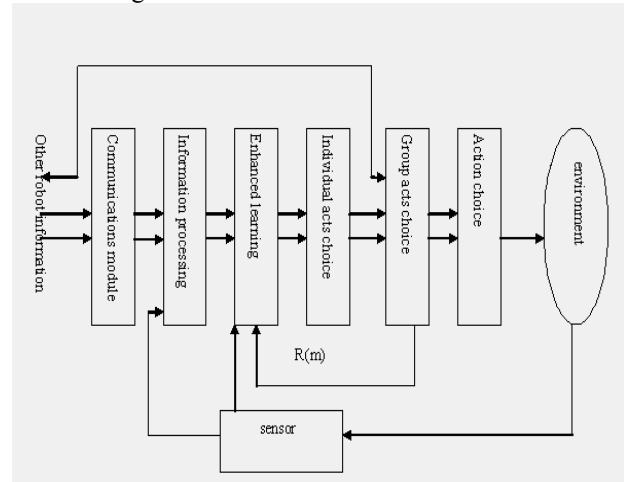 Other robot information
Communications module
Information processing
Enhanced learning
Individual acts choice
Group acts choice
Action choice
environment
R(m)
sensor